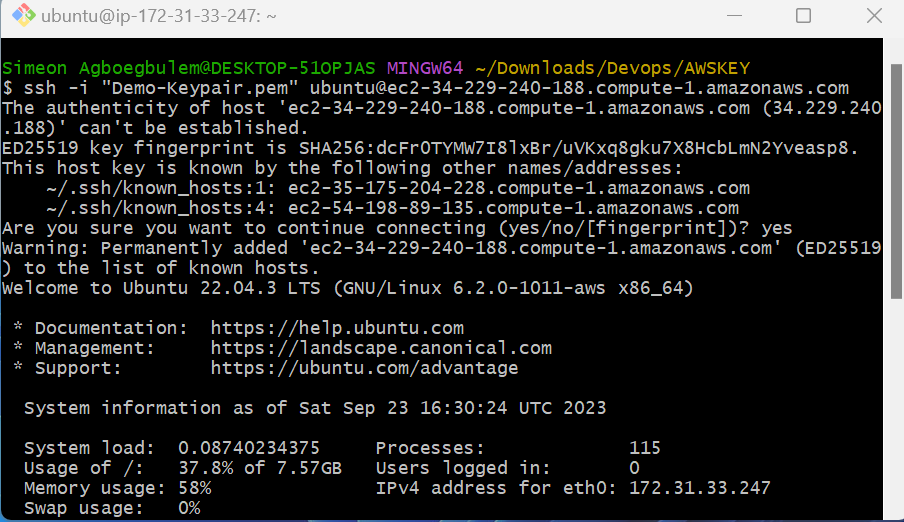 ubuntu@ip-172-31-33-247: ~
Simeon Agboegbulem@DESKTOP-51OPJAS MINGW64 ~/Downloads/Devops/AWSKEY
$ ssh -i "Demo-Keypair.pem" ubuntu@ec2-34-229-240-188.compute-1.amazonaws.com
The authenticity of host 'ec2-34-229-240-188.compute-1.amazonaws.com (34.229.240
.188)' can't be established.
ED25519 key fingerprint is SHA256:dcFrOTYMW7I8lxBr/uVKxq8gku7X8HcbLmN2Yveasp8.
This host key is known by the following other names/addresses:
    ~/.ssh/known_hosts:1: ec2-35-175-204-228.compute-1.amazonaws.com
    ~/.ssh/known_hosts:4: ec2-54-198-89-135.compute-1.amazonaws.com
Are you sure you want to continue connecting (yes/no/[fingerprint])? yes
Warning: Permanently added 'ec2-34-229-240-188.compute-1.amazonaws.com' (ED25519
) to the list of known hosts.
Welcome to Ubuntu 22.04.3 LTS (GNU/Linux 6.2.0-1011-aws x86_64)
 * Documentation:  https://help.ubuntu.com
 * Management:     https://landscape.canonical.com
 * Support:        https://ubuntu.com/advantage
  System information as of Sat Sep 23 16:30:24 UTC 2023
  System load:  0.08740234375     Processes:             115
  Usage of /:   37.8% of 7.57GB   Users logged in:       0
  Memory usage: 58%               IPv4 address for eth0: 172.31.33.247
  Swap usage:   0%